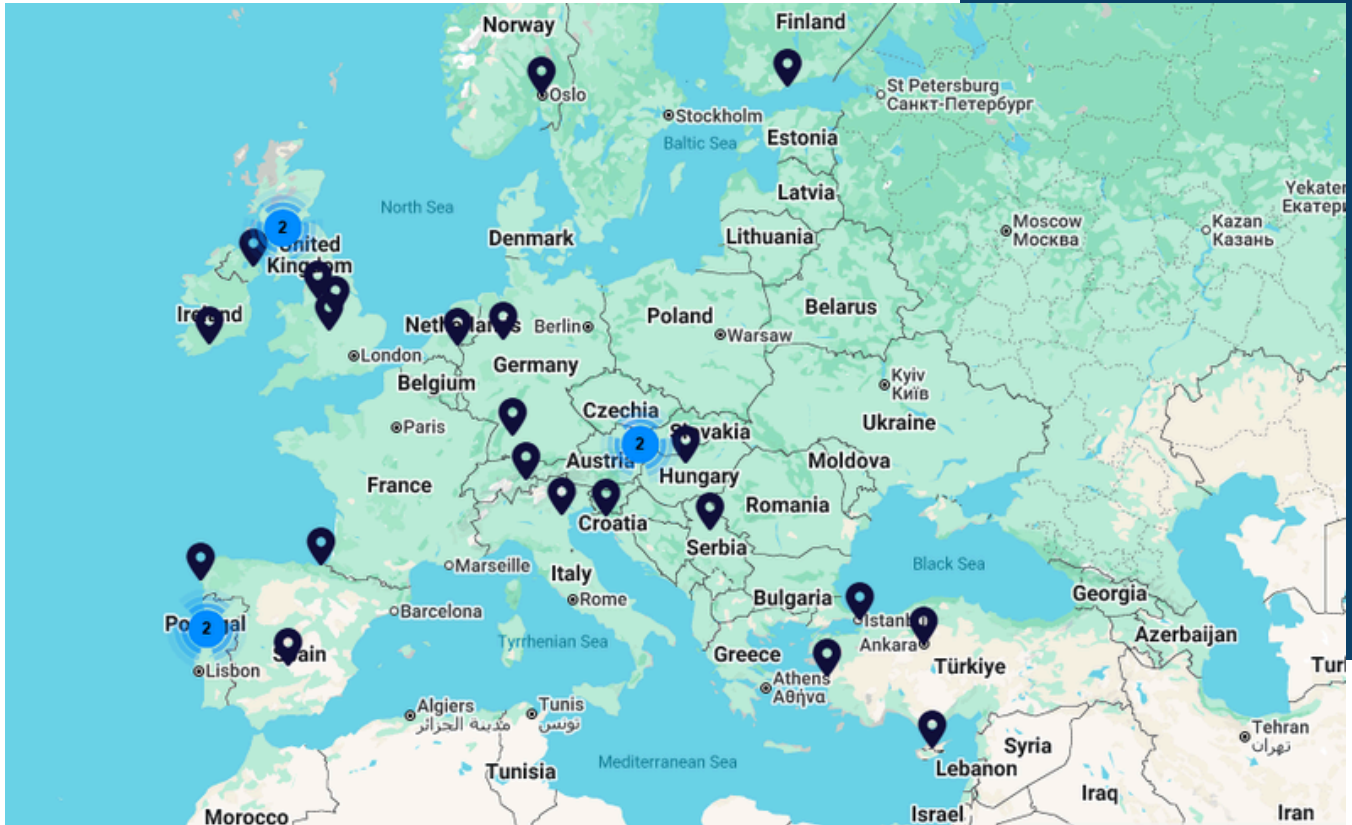 Norway
Finland
Oslo
St Petersburg
Санкт-Петербург
Stockholm
Baltic Sea
Estonia
Latvia
Yekater
Екатери
North Sea
Moscow
Москва
Kazan
Казань
2
Denmark
Lithuania
United
Kingdom
Belarus
Ireland
Netherlands
Berlin
Poland
Warsaw
London
Germany
Belgium
Kyiv
Київ
Czechia
Ukraine
Paris
Slovakia
2
Austria
Moldova
Hungary
France
Romania
Croatia
Serbia
Marseille
Italy
Black Sea
Rome
Bulgaria
Georgia
Barcelona
Portugal
2
Istanbul
Azerbaijan
Tyrrhenian Sea
Ankara
Spain
Greece
Türkiye
Lisbon
Turk
Athens
Αθήνα
Algiers
مدينة الجزائر
Tunis
تونس
Tehran
تهران
Syria
Mediterranean Sea
Lebanon
Tunisia
Iraq
Morocco
Israel
Iran